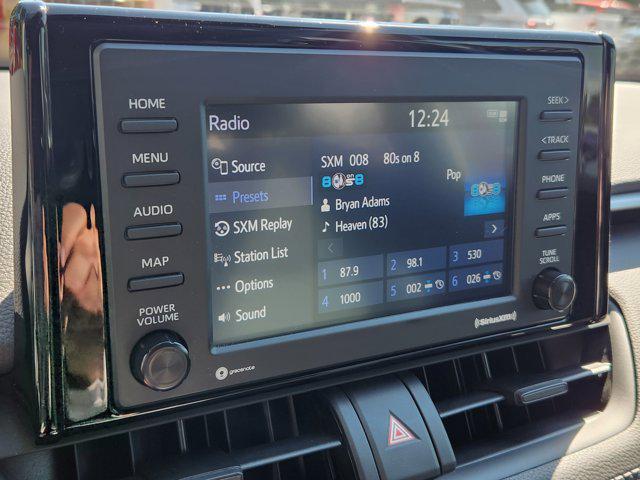 HOME
MENU
AUDIO
MAP
POWER
VOLUME
Radio
12:24
Source
Presets
SXM Replay
Station List
Options
Sound
SXM 008 80s on 8
8on8s
Pop
Bryan Adams
Heaven (83)
1 87.9
2 98.1
3 530
4 1000
5 002
6 026
SEEK >
< TRACK
PHONE
APPS
TUNE
SCROLL
gracenote
((SiriusXM))